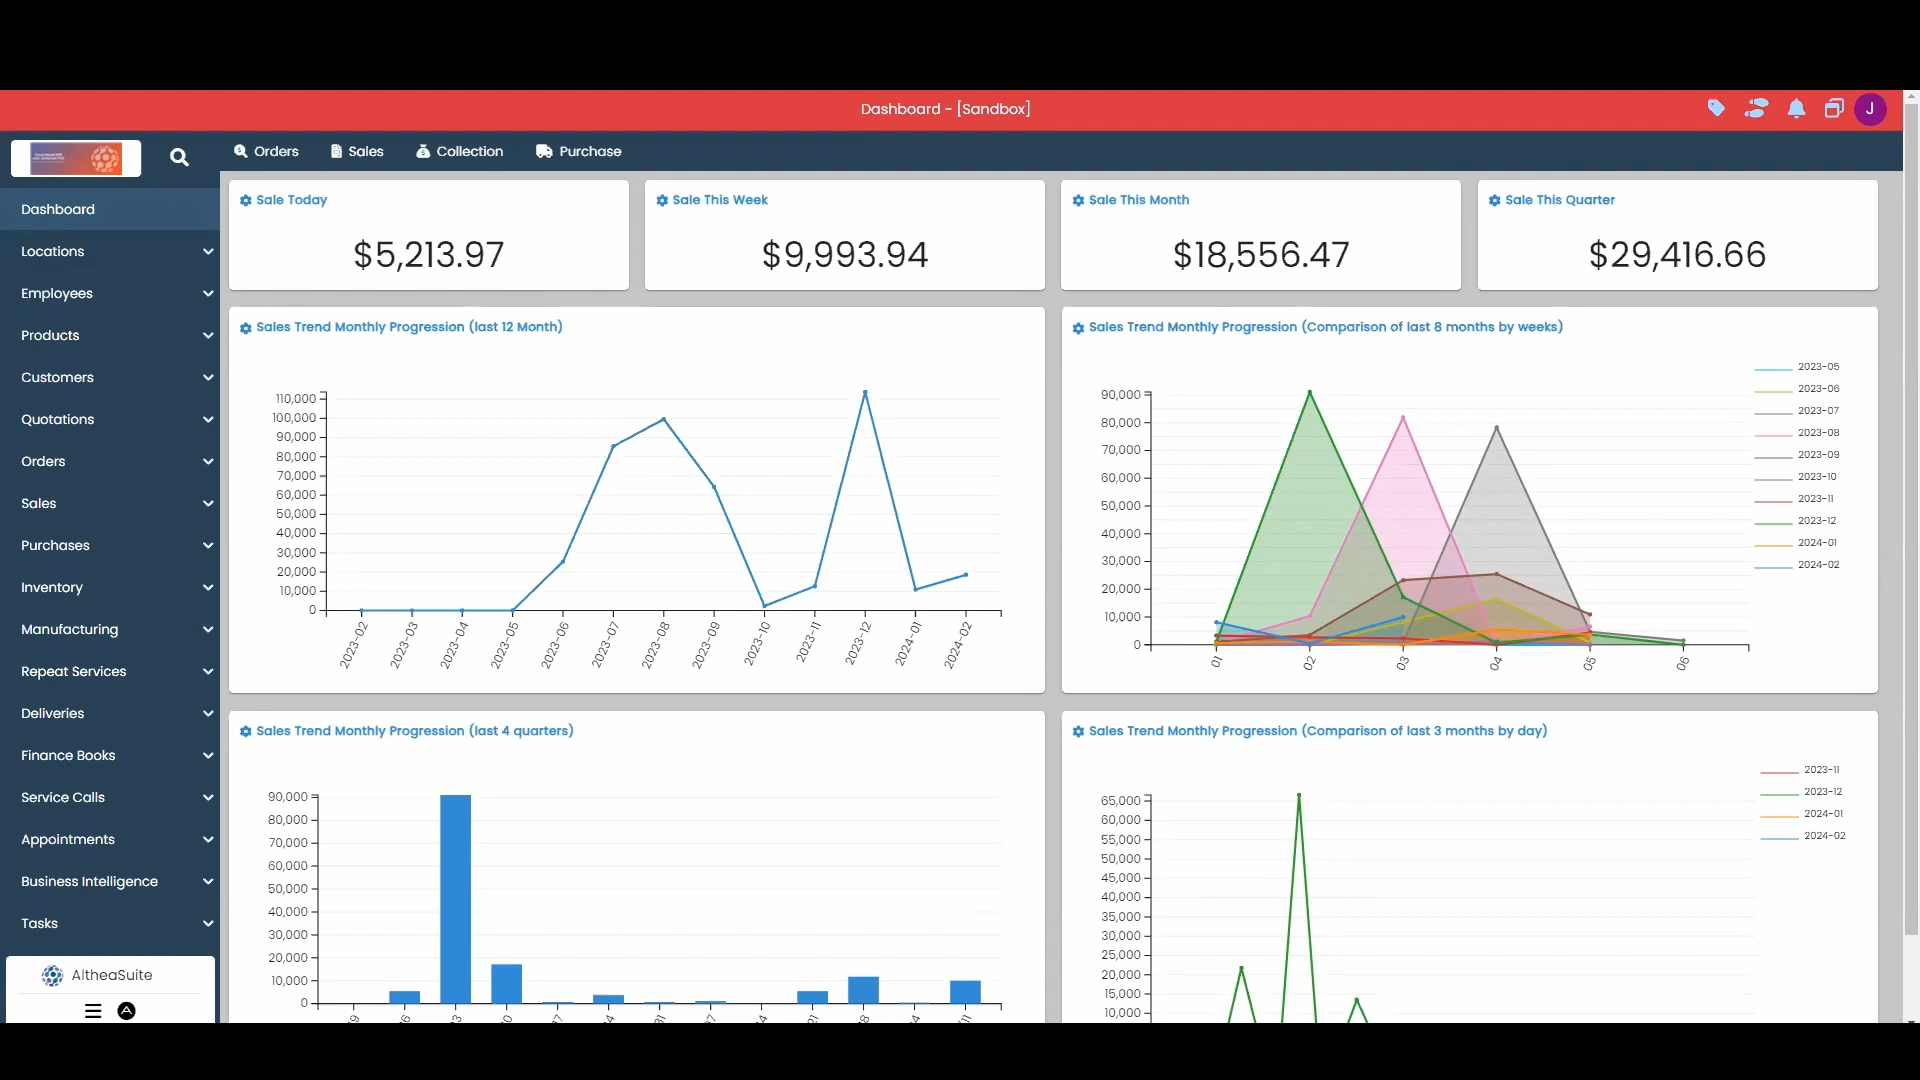 Dashboard - [Sandbox]
J
Orders
Sales
Collection
Purchase
Dashboard
Locations
Employees
Products
Customers
Quotations
Orders
Sales
Purchases
Inventory
Manufacturing
Repeat Services
Deliveries
Finance Books
Service Calls
Appointments
Business Intelligence
Tasks
AltheaSuite
Sale Today
$5,213.97
Sale This Week
$9,993.94
Sale This Month
$18,556.47
Sale This Quarter
$29,416.66
Sales Trend Monthly Progression (last 12 Month)
110,000
100,000
90,000
80,000
70,000
60,000
50,000
40,000
30,000
20,000
10,000
0
2023-02
2023-03
2023-04
2023-05
2023-06
2023-07
2023-08
2023-09
2023-10
2023-11
2023-12
2024-01
2024-02
Sales Trend Monthly Progression (Comparison of last 8 months by weeks)
90,000
80,000
70,000
60,000
50,000
40,000
30,000
20,000
10,000
0
01
02
03
04
05
06
2023-05
2023-06
2023-07
2023-08
2023-09
2023-10
2023-11
2023-12
2024-01
2024-02
Sales Trend Monthly Progression (last 4 quarters)
90,000
80,000
70,000
60,000
50,000
40,000
30,000
20,000
10,000
0
Sales Trend Monthly Progression (Comparison of last 3 months by day)
65,000
60,000
55,000
50,000
45,000
40,000
35,000
30,000
25,000
20,000
15,000
10,000
2023-11
2023-12
2024-01
2024-02